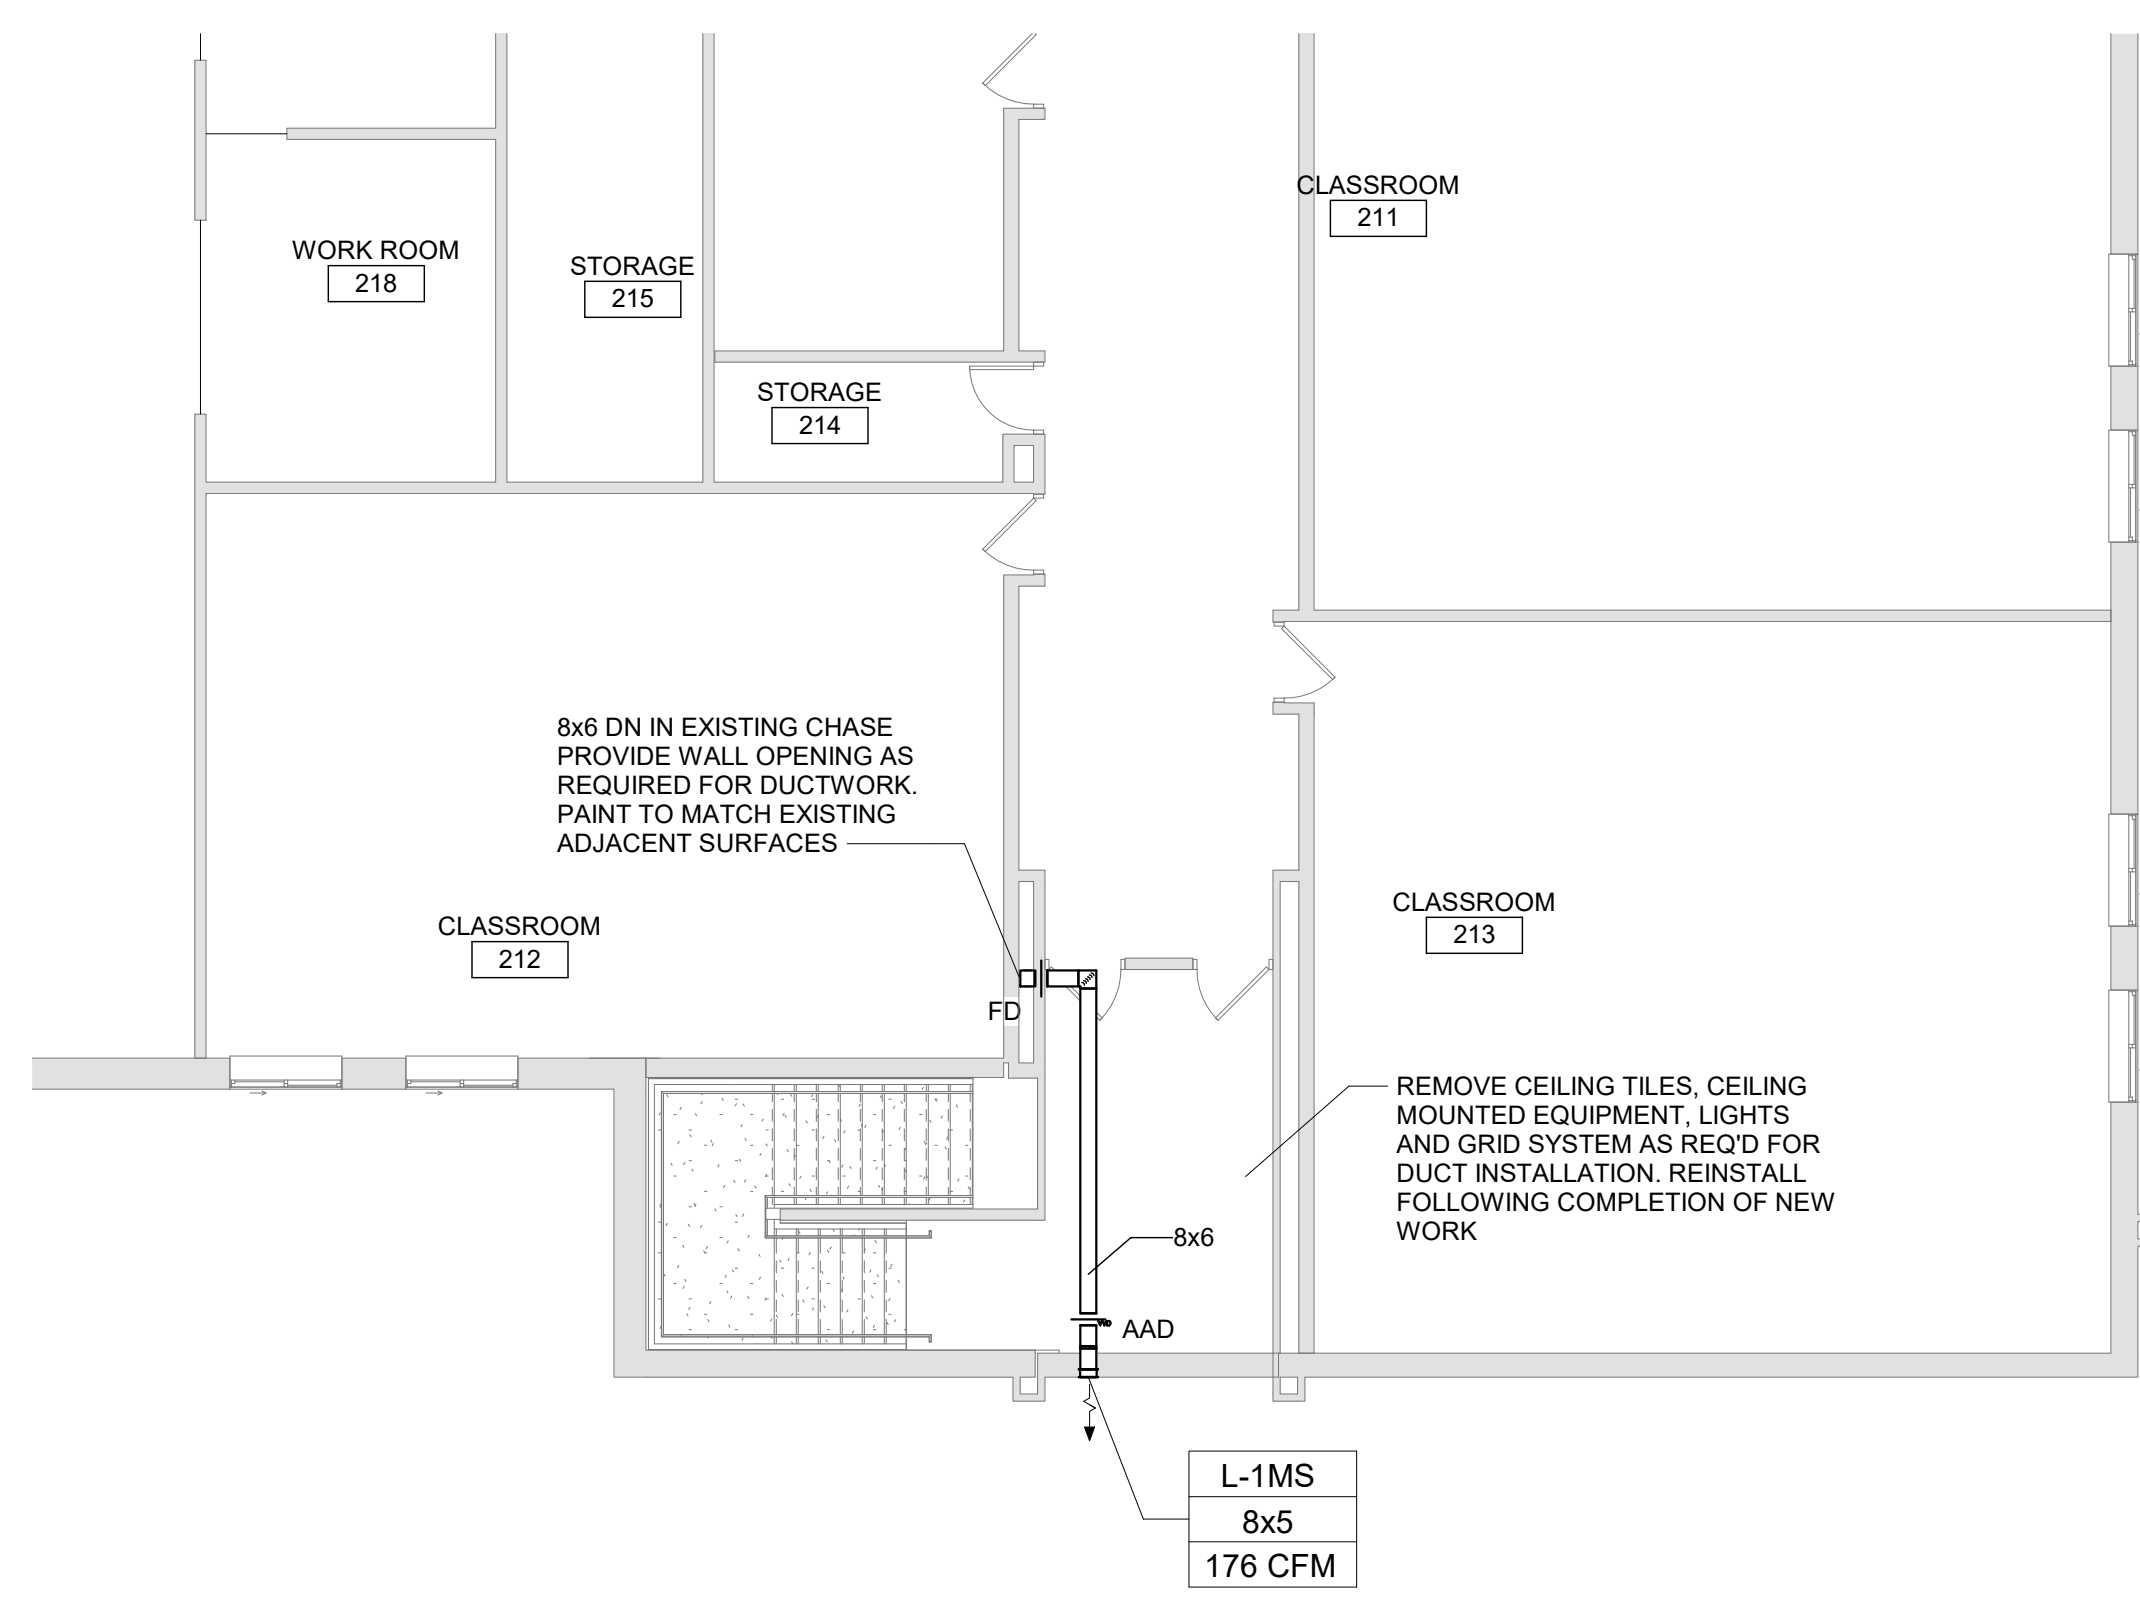 CLASSROOM
211
WORK ROOM
218
STORAGE
215
STORAGE
214
8x6 DN IN EXISTING CHASE
PROVIDE WALL OPENING AS
REQUIRED FOR DUCTWORK.
PAINT TO MATCH EXISTING
ADJACENT SURFACES
CLASSROOM
212
CLASSROOM
213
FD
REMOVE CEILING TILES, CEILING
MOUNTED EQUIPMENT, LIGHTS
AND GRID SYSTEM AS REQ'D FOR
DUCT INSTALLATION. REINSTALL
FOLLOWING COMPLETION OF NEW
WORK
8x6
AAD
L-1MS
8x5
176 CFM